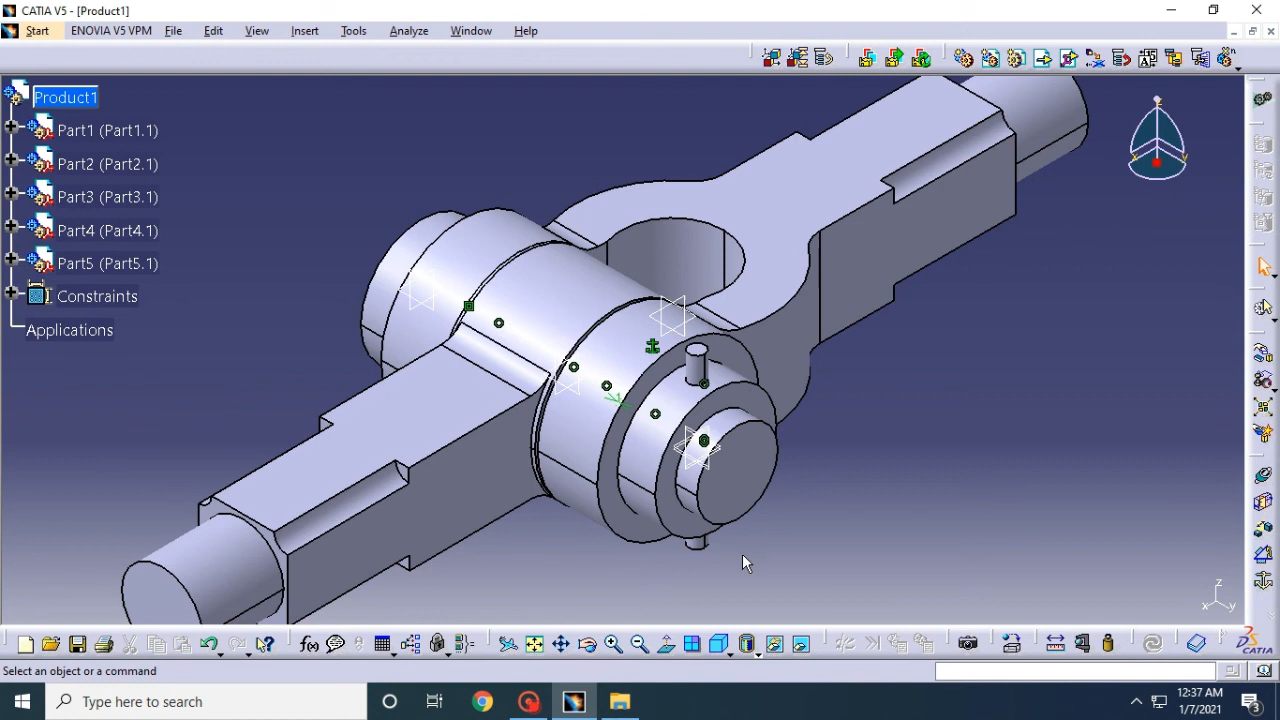 CATIA V5 - [Product1]
Start ENOVIA V5 VPM File Edit View Insert Tools Analyze Window Help
Product1
Part1 (Part1.1)
Part2 (Part2.1)
Part3 (Part3.1)
Part4 (Part4.1)
Part5 (Part5.1)
Constraints
Applications
z
x y
f(x)
CATIA
Select an object or a command
Type here to search
12:37 AM
1/7/2021
3